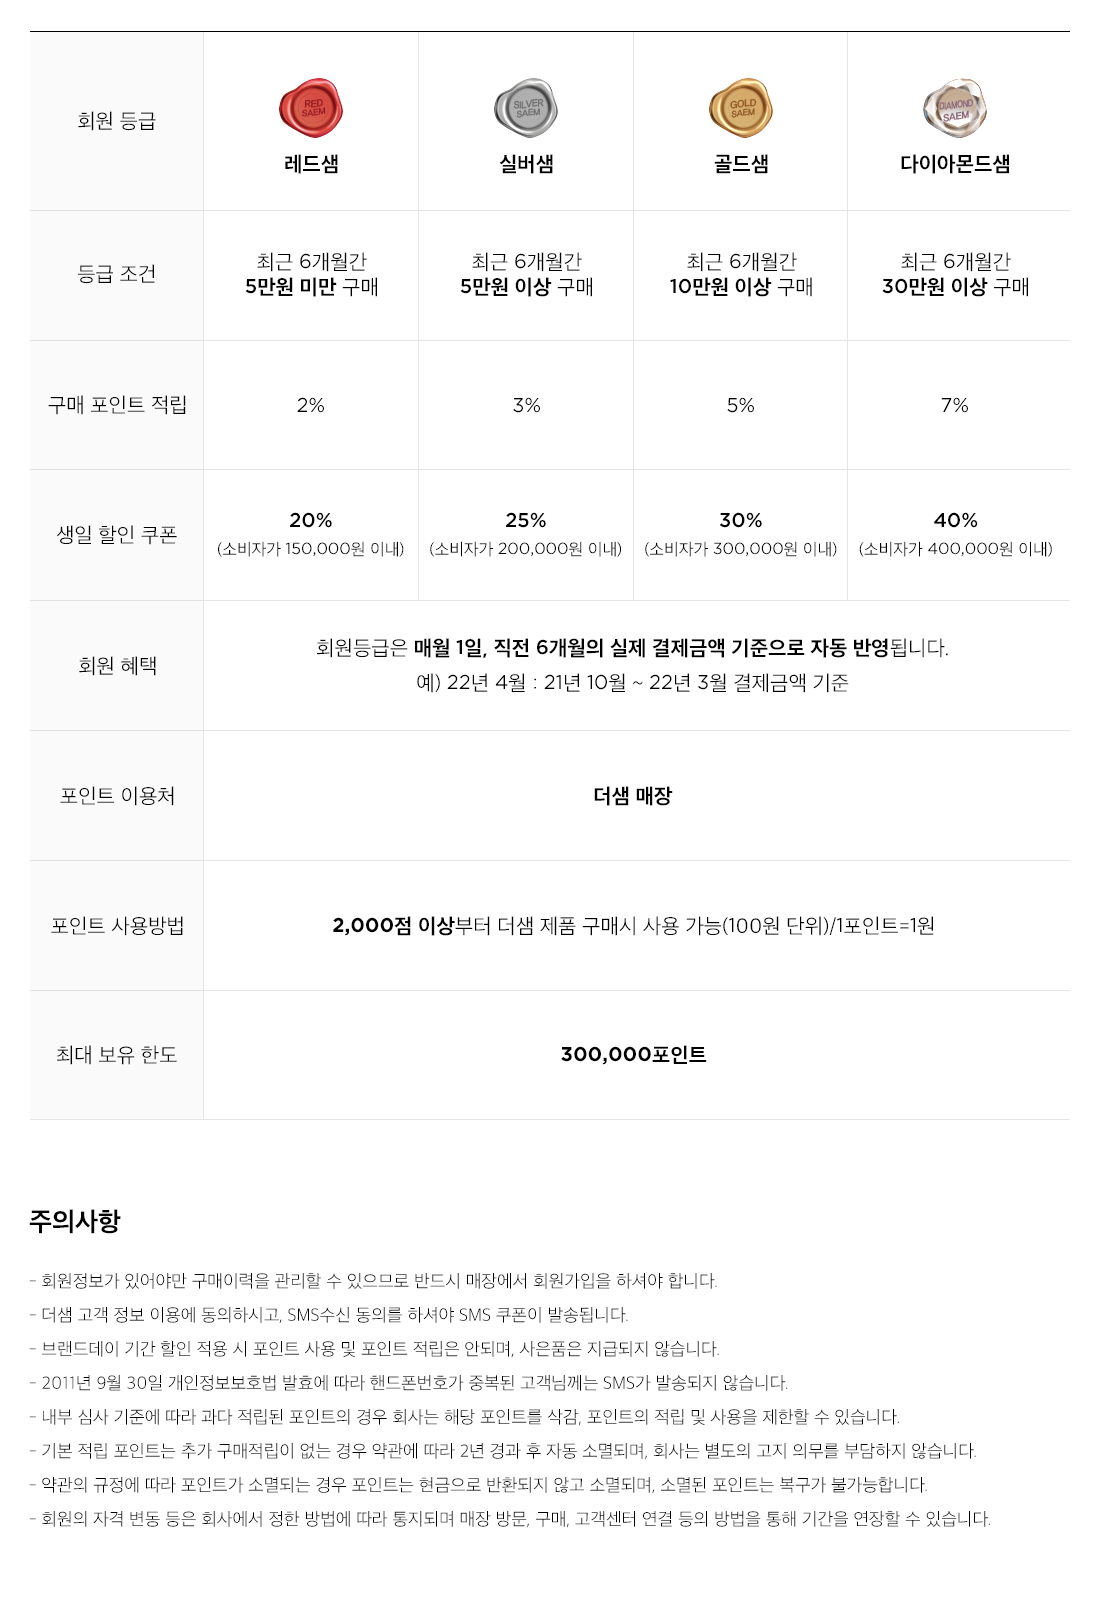 회원 등급
RED SAEM
레드샘
SILVER SAEM
실버샘
GOLD SAEM
골드샘
DIAMOND SAEM
다이아몬드샘
등급 조건
최근 6개월간
5만원 미만 구매
최근 6개월간
5만원 이상 구매
최근 6개월간
10만원 이상 구매
최근 6개월간
30만원 이상 구매
구매 포인트 적립
2%
3%
5%
7%
생일 할인 쿠폰
20%
(소비자가 150,000원 이내)
25%
(소비자가 200,000원 이내)
30%
(소비자가 300,000원 이내)
40%
(소비자가 400,000원 이내)
회원 혜택
회원등급은 매월 1일, 직전 6개월의 실제 결제금액 기준으로 자동 반영됩니다.
예) 22년 4월 : 21년 10월 ~ 22년 3월 결제금액 기준
포인트 이용처
더샘 매장
포인트 사용방법
2,000점 이상부터 더샘 제품 구매시 사용 가능(100원 단위)/1포인트=1원
최대 보유 한도
300,000포인트
주의사항
- 회원정보가 있어야만 구매이력을 관리할 수 있으므로 반드시 매장에서 회원가입을 하셔야 합니다.
- 더샘 고객 정보 이용에 동의하시고, SMS수신 동의를 하셔야 SMS 쿠폰이 발송됩니다.
- 브랜드데이 기간 할인 적용 시 포인트 사용 및 포인트 적립은 안되며, 사은품은 지급되지 않습니다.
- 2011년 9월 30일 개인정보보호법 발효에 따라 핸드폰번호가 중복된 고객님께는 SMS가 발송되지 않습니다.
- 내부 심사 기준에 따라 과다 적립된 포인트의 경우 회사는 해당 포인트를 삭감, 포인트의 적립 및 사용을 제한할 수 있습니다.
- 기본 적립 포인트는 추가 구매적립이 없는 경우 약관에 따라 2년 경과 후 자동 소멸되며, 회사는 별도의 고지 의무를 부담하지 않습니다.
- 약관의 규정에 따라 포인트가 소멸되는 경우 포인트는 현금으로 반환되지 않고 소멸되며, 소멸된 포인트는 복구가 불가능합니다.
- 회원의 자격 변동 등은 회사에서 정한 방법에 따라 통지되며 매장 방문, 구매, 고객센터 연결 등의 방법을 통해 기간을 연장할 수 있습니다.